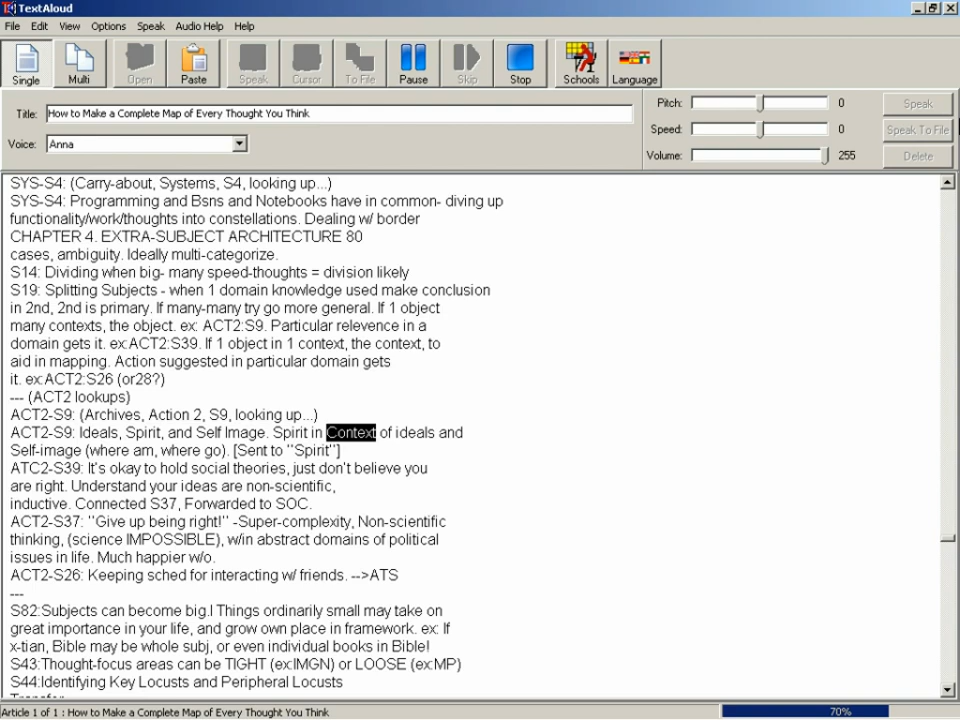 TextAloud
File Edit View Options Speak Audio Help Help
Single Multi Open Paste Speak Cursor To File Pause Skip Stop Schools Language
Title: How to Make a Complete Map of Every Thought You Think
Voice: Anna
Pitch: 0 Speak
Speed: 0 Speak To File
Volume: 255 Delete
SYS-S4: (Carry-about, Systems, S4, looking up...)
SYS-S4: Programming and Bsns and Notebooks have in common- diving up
functionality/work/thoughts into constellations. Dealing w/ border
CHAPTER 4. EXTRA-SUBJECT ARCHITECTURE 80
cases, ambiguity. Ideally multi-categorize.
S14: Dividing when big- many speed-thoughts = division likely
S19: Splitting Subjects - when 1 domain knowledge used make conclusion
in 2nd, 2nd is primary. If many-many try go more general. If 1 object
many contexts, the object. ex: ACT2:S9. Particular relevence in a
domain gets it. ex:ACT2:S39. If 1 object in 1 context, the context, to
aid in mapping. Action suggested in particular domain gets
it. ex:ACT2:S26 (or28?)
--- (ACT2 lookups)
ACT2-S9: (Archives, Action 2, S9, looking up...)
ACT2-S9: Ideals, Spirit, and Self Image. Spirit in Context of ideals and
Self-image (where am, where go). [Sent to "Spirit"]
ATC2-S39: It's okay to hold social theories, just don't believe you
are right. Understand your ideas are non-scientific,
inductive. Connected S37, Forwarded to SOC.
ACT2-S37: "Give up being right!" -Super-complexity, Non-scientific
thinking, (science IMPOSSIBLE), w/in abstract domains of political
issues in life. Much happier w/o.
ACT2-S26: Keeping sched for interacting w/ friends. -->ATS
---
S82:Subjects can become big.I Things ordinarily small may take on
great importance in your life, and grow own place in framework. ex: If
x-tian, Bible may be whole subj, or even individual books in Bible!
S43:Thought-focus areas can be TIGHT (ex:IMGN) or LOOSE (ex:MP)
S44:Identifying Key Locusts and Peripheral Locusts
Transfer
Article 1 of 1 : How to Make a Complete Map of Every Thought You Think 70%